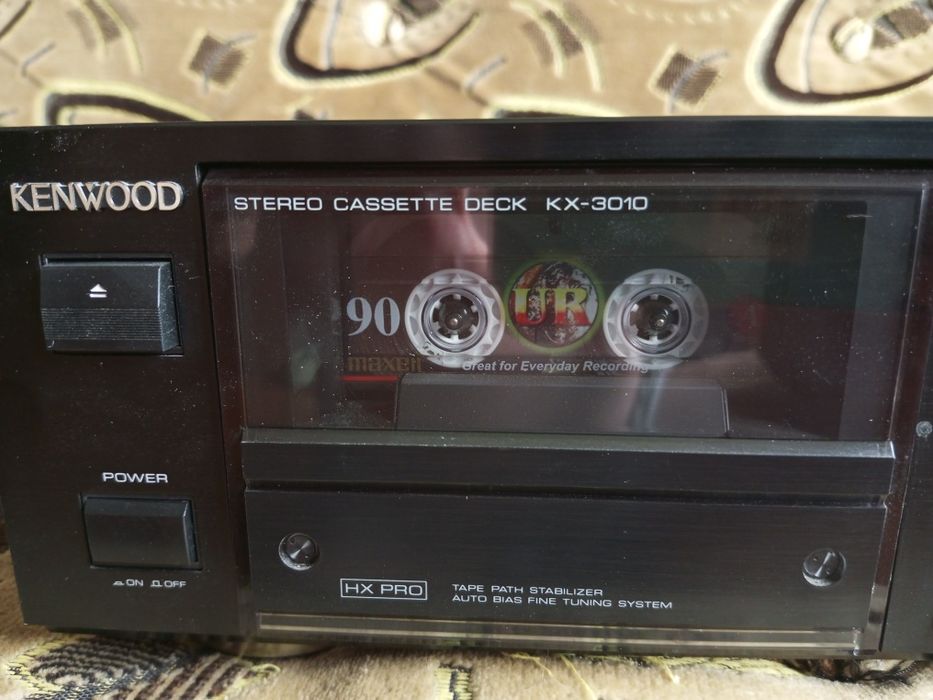 KENWOOD
STEREO CASSETTE DECK KX-3010
90
UR
maxell
Great for Everyday Recording
POWER
ON OFF
HX PRO
TAPE PATH STABILIZER
AUTO BIAS FINE TUNING SYSTEM